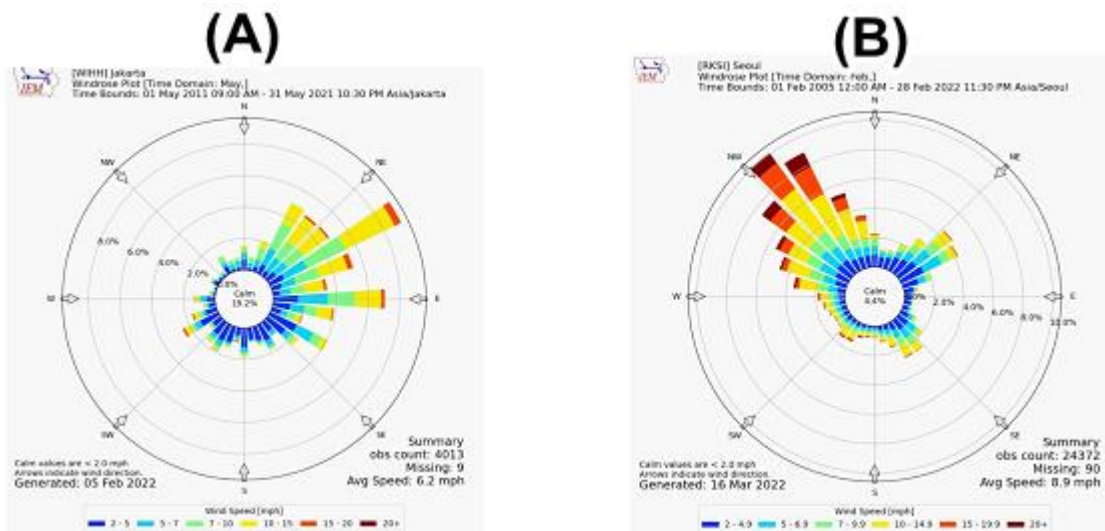 (A)
[WIHH] Jakarta
Windrose Plot [Time Domain: May,]
Time Bounds: 01 May 2011 09:00 AM - 31 May 2021 10:30 PM Asia/Jakarta
IEM
N
NW
NE
8.0%
6.0%
4.0%
2.0%
Calm
19.2%
W
E
SW
SE
S
Summary
obs count: 4013
Missing: 9
Avg Speed: 6.2 mph
Calm values are < 2.0 mph
Arrows indicate wind direction.
Generated: 05 Feb 2022
Wind Speed [mph]
2 - 5
5 - 7
7 - 10
10 - 15
15 - 20
20+
(B)
[RKSI] Seoul
Windrose Plot [Time Domain: Feb,]
Time Bounds: 01 Feb 2005 12:00 AM - 28 Feb 2022 11:30 PM Asia/Seoul
IEM
N
NW
NE
Calm
4.4%
2.0%
4.0%
6.0%
8.0%
10.0%
W
E
SW
SE
S
Summary
obs count: 24372
Missing: 90
Avg Speed: 8.9 mph
Calm values are < 2.0 mph
Arrows indicate wind direction.
Generated: 16 Mar 2022
Wind Speed [mph]
2 - 4.9
5 - 6.9
7 - 9.9
10 - 14.9
15 - 19.9
20+